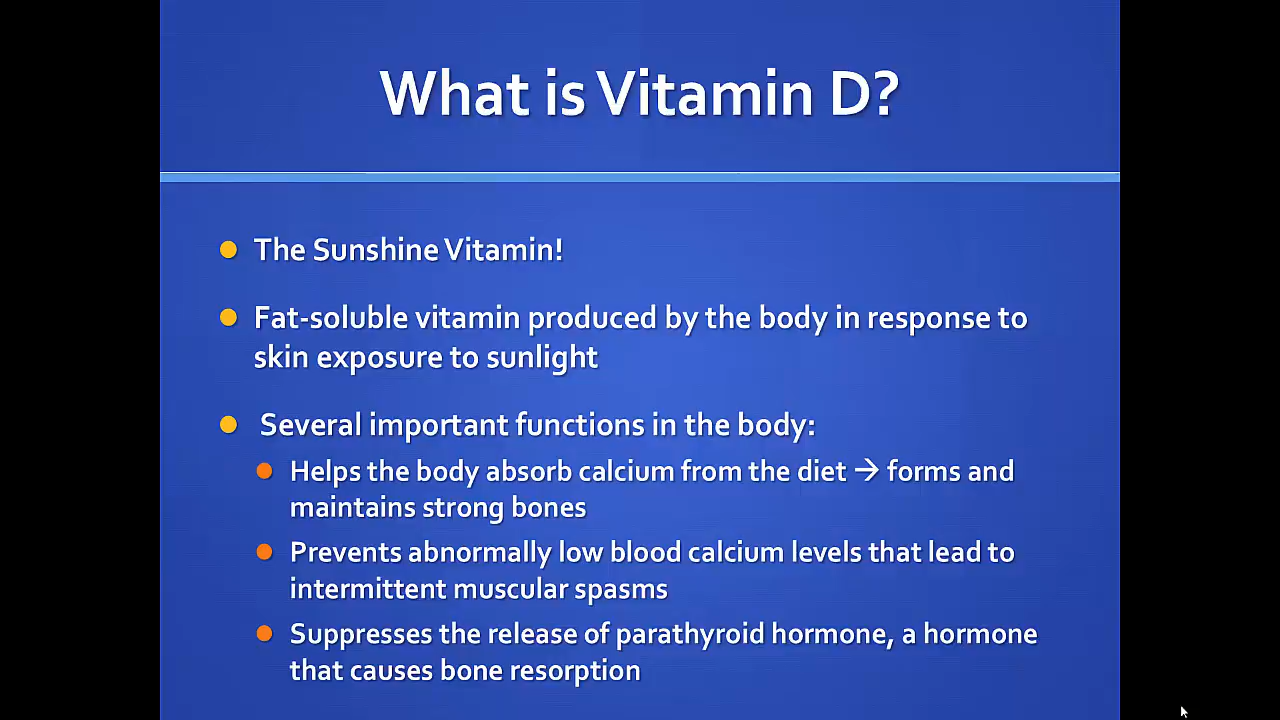 What is Vitamin D?
The Sunshine Vitamin!
Fat-soluble vitamin produced by the body in response to
skin exposure to sunlight
Several important functions in the body:
Helps the body absorb calcium from the diet → forms and
maintains strong bones
Prevents abnormally low blood calcium levels that lead to
intermittent muscular spasms
Suppresses the release of parathyroid hormone, a hormone
that causes bone resorption